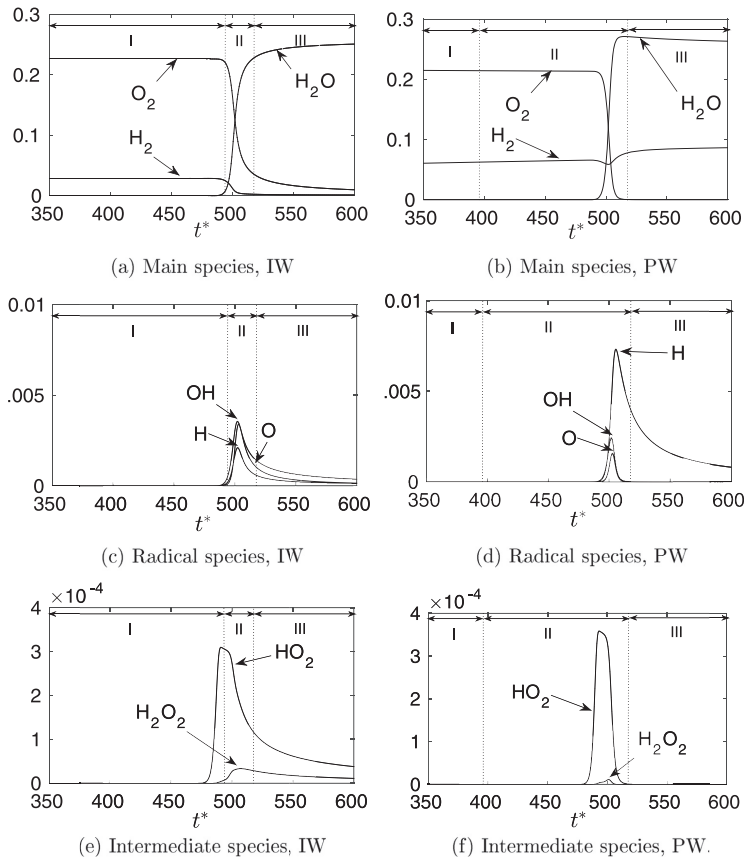 0.3
I
II
III
0.2
O₂
H₂O
0.1
H₂
0
350 400 450 500 550 600
t*
(a) Main species, IW
0.3
I
II
III
0.2
O₂
H₂O
0.1
H₂
0
350 400 450 500 550 600
t*
(b) Main species, PW
0.01
I
II
III
.005
OH
H
O
0
350 400 450 500 550 600
t*
(c) Radical species, IW
0.01
I
II
III
H
.005
OH
O
0
350 400 450 500 550 600
t*
(d) Radical species, PW
×10⁻⁴
4
I
II
III
3
HO₂
2
H₂O₂
1
0
350 400 450 500 550 600
t*
(e) Intermediate species, IW
×10⁻⁴
4
I
II
III
3
HO₂
2
H₂O₂
1
0
350 400 450 500 550 600
t*
(f) Intermediate species, PW.